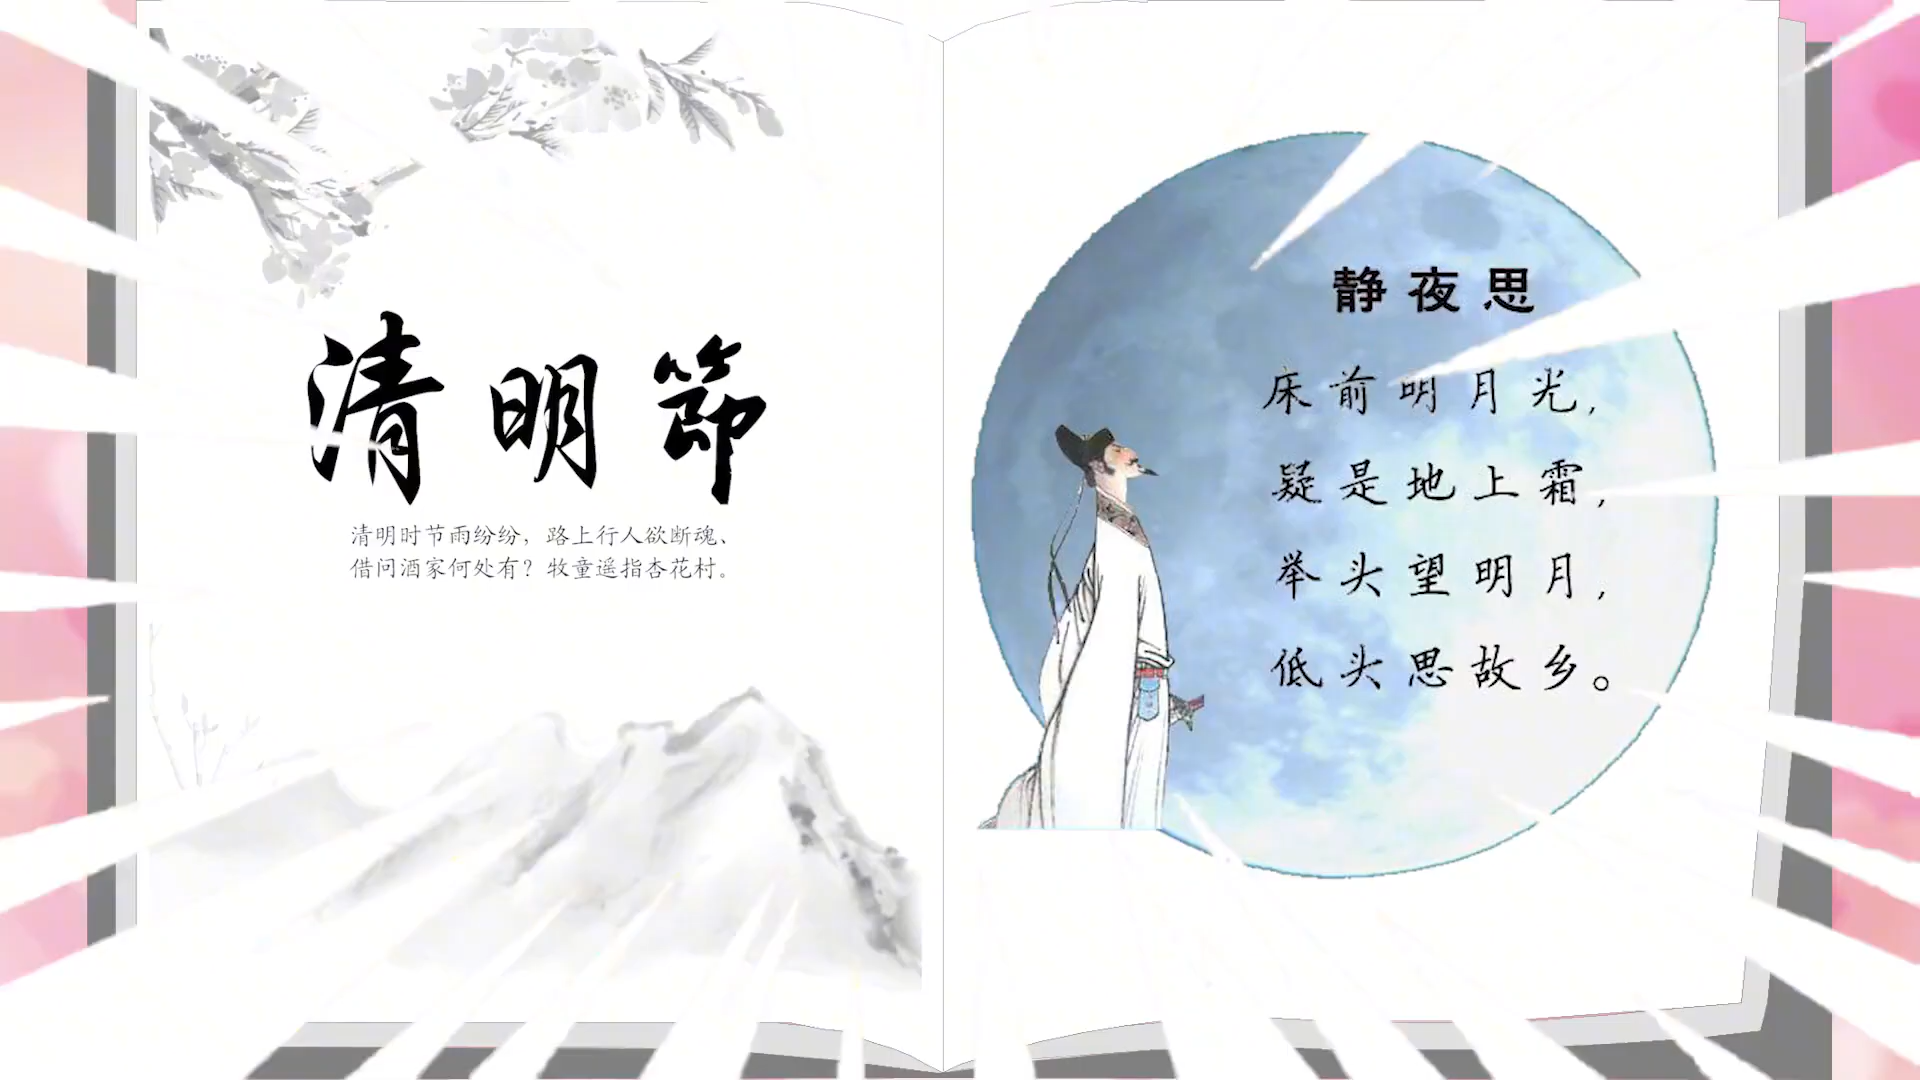 清明節
清明时节雨纷纷，路上行人欲断魂、
借问酒家何处有？牧童遥指杏花村。
静夜思
床前明月光，
疑是地上霜，
举头望明月，
低头思故乡。